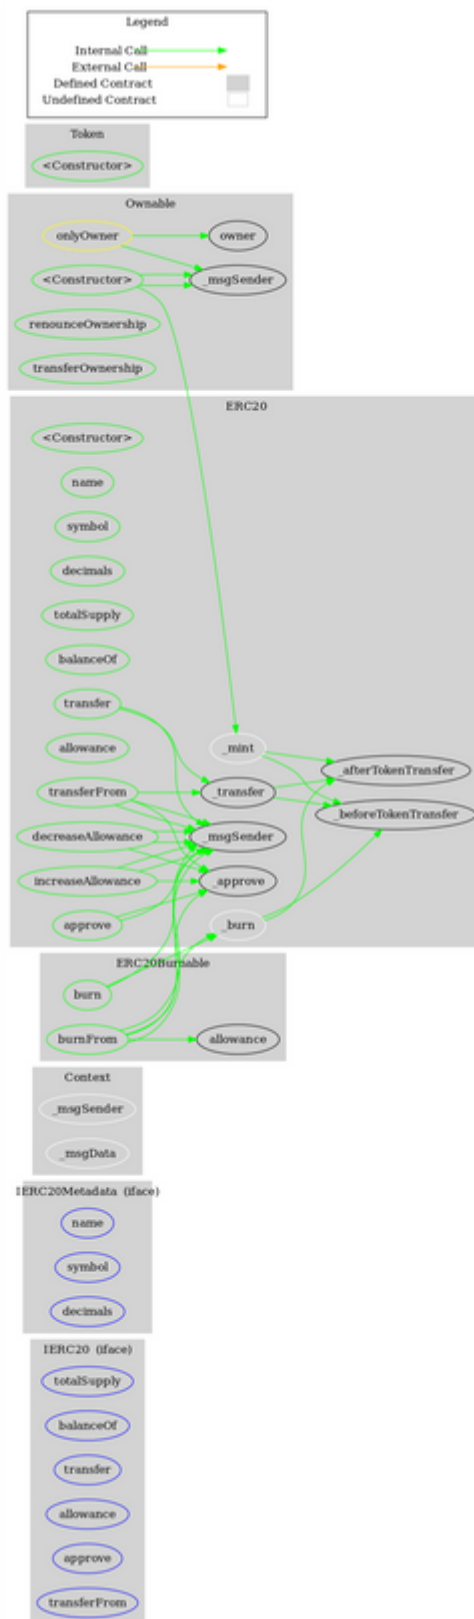 Legend
Internal Call
External Call
Defined Contract
Undefined Contract
Token
<Constructor>
Ownable
onlyOwner
owner
<Constructor>
_msgSender
renounceOwnership
transferOwnership
ERC20
<Constructor>
name
symbol
decimals
totalSupply
balanceOf
transfer
allowance
_mint
_afterTokenTransfer
transferFrom
_transfer
_beforeTokenTransfer
decreaseAllowance
_msgSender
increaseAllowance
_approve
approve
_burn
ERC20Burnable
burn
burnFrom
allowance
Context
_msgSender
_msgData
IERC20Metadata (iface)
name
symbol
decimals
IERC20 (iface)
totalSupply
balanceOf
transfer
allowance
approve
transferFrom